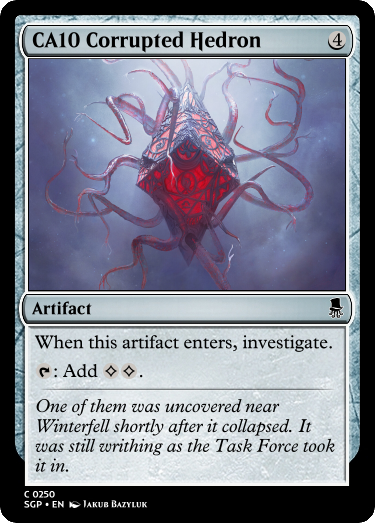 CA10 Corrupted Hedron 4
Artifact
When this artifact enters, investigate.
: Add .
One of them was uncovered near
Winterfell shortly after it collapsed. It
was still writhing as the Task Force took
it in.
C 0250
SGP • EN Jakub Bazyluk